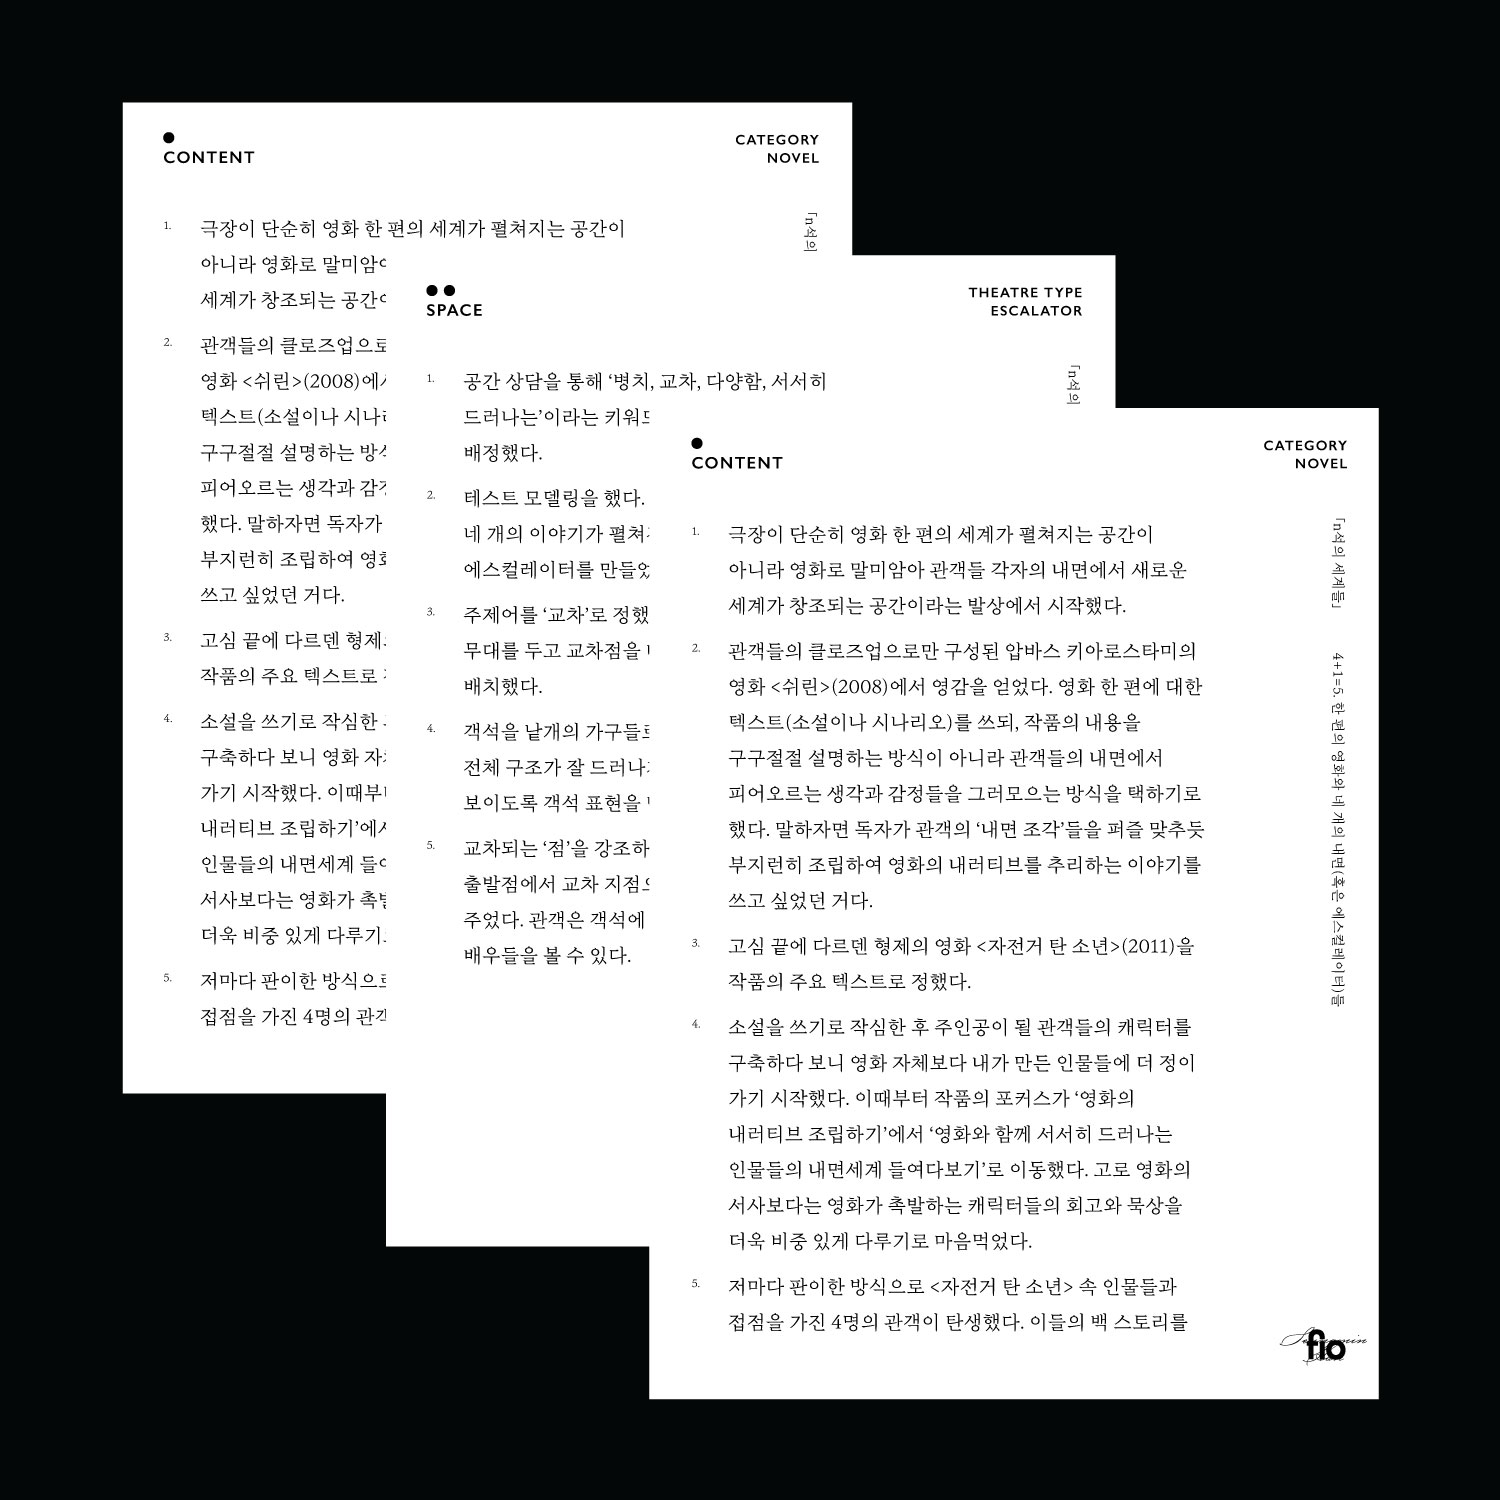 CONTENT
CATEGORY
NOVEL
1. 극장이 단순히 영화 한 편의 세계가 펼쳐지는 공간이
아니라 영화로 말미암아
세계가 창조되는 공간이
2. 관객들의 클로즈업으로
영화 <쉬린>(2008)에서
텍스트(소설이나 시나리
구구절절 설명하는 방식
피어오르는 생각과 감정
했다. 말하자면 독자가
부지런히 조립하여 영화
쓰고 싶었던 거다.
3. 고심 끝에 다르덴 형제의
작품의 주요 텍스트로
4. 소설을 쓰기로 작심한
구축하다 보니 영화 자체
가기 시작했다. 이때부터
내러티브 조립하기’에서
인물들의 내면세계 들여
서사보다는 영화가 촉발
더욱 비중 있게 다루기로
5. 저마다 판이한 방식으로
접점을 가진 4명의 관객
「n석의
SPACE
THEATRE TYPE
ESCALATOR
1. 공간 상담을 통해 ‘병치, 교차, 다양함, 서서히
드러나는’이라는 키워드
배정했다.
2. 테스트 모델링을 했다.
네 개의 이야기가 펼쳐
에스컬레이터를 만들었
3. 주제어를 ‘교차’로 정했
무대를 두고 교차점을
배치했다.
4. 객석을 낱개의 가구들로
전체 구조가 잘 드러나
보이도록 객석 표현을
5. 교차되는 ‘점’을 강조하
출발점에서 교차 지점으
주었다. 관객은 객석에
배우들을 볼 수 있다.
「n석의
CONTENT
CATEGORY
NOVEL
1. 극장이 단순히 영화 한 편의 세계가 펼쳐지는 공간이
아니라 영화로 말미암아 관객들 각자의 내면에서 새로운
세계가 창조되는 공간이라는 발상에서 시작했다.
2. 관객들의 클로즈업으로만 구성된 압바스 키아로스타미의
영화 <쉬린>(2008)에서 영감을 얻었다. 영화 한 편에 대한
텍스트(소설이나 시나리오)를 쓰되, 작품의 내용을
구구절절 설명하는 방식이 아니라 관객들의 내면에서
피어오르는 생각과 감정들을 그러모으는 방식을 택하기로
했다. 말하자면 독자가 관객의 ‘내면 조각’들을 퍼즐 맞추듯
부지런히 조립하여 영화의 내러티브를 추리하는 이야기를
쓰고 싶었던 거다.
3. 고심 끝에 다르덴 형제의 영화 <자전거 탄 소년>(2011)을
작품의 주요 텍스트로 정했다.
4. 소설을 쓰기로 작심한 후 주인공이 될 관객들의 캐릭터를
구축하다 보니 영화 자체보다 내가 만든 인물들에 더 정이
가기 시작했다. 이때부터 작품의 포커스가 ‘영화의
내러티브 조립하기’에서 ‘영화와 함께 서서히 드러나는
인물들의 내면세계 들여다보기’로 이동했다. 고로 영화의
서사보다는 영화가 촉발하는 캐릭터들의 회고와 묵상을
더욱 비중 있게 다루기로 마음먹었다.
5. 저마다 판이한 방식으로 <자전거 탄 소년> 속 인물들과
접점을 가진 4명의 관객이 탄생했다. 이들의 백 스토리를
「n석의 세계들」
4+1=5. 한 편의 영화와 네 개의 내면(혹은 에스컬레이터)들
fio